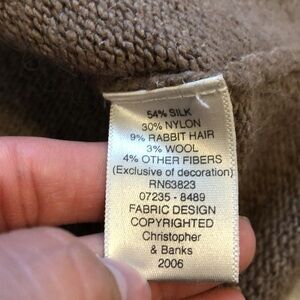 54% SILK
30% NYLON
9% RABBIT HAIR
3% WOOL
4% OTHER FIBERS
(Exclusive of decoration)
RN63823
07235 - 8489
FABRIC DESIGN
COPYRIGHTED
Christopher
& Banks
2006